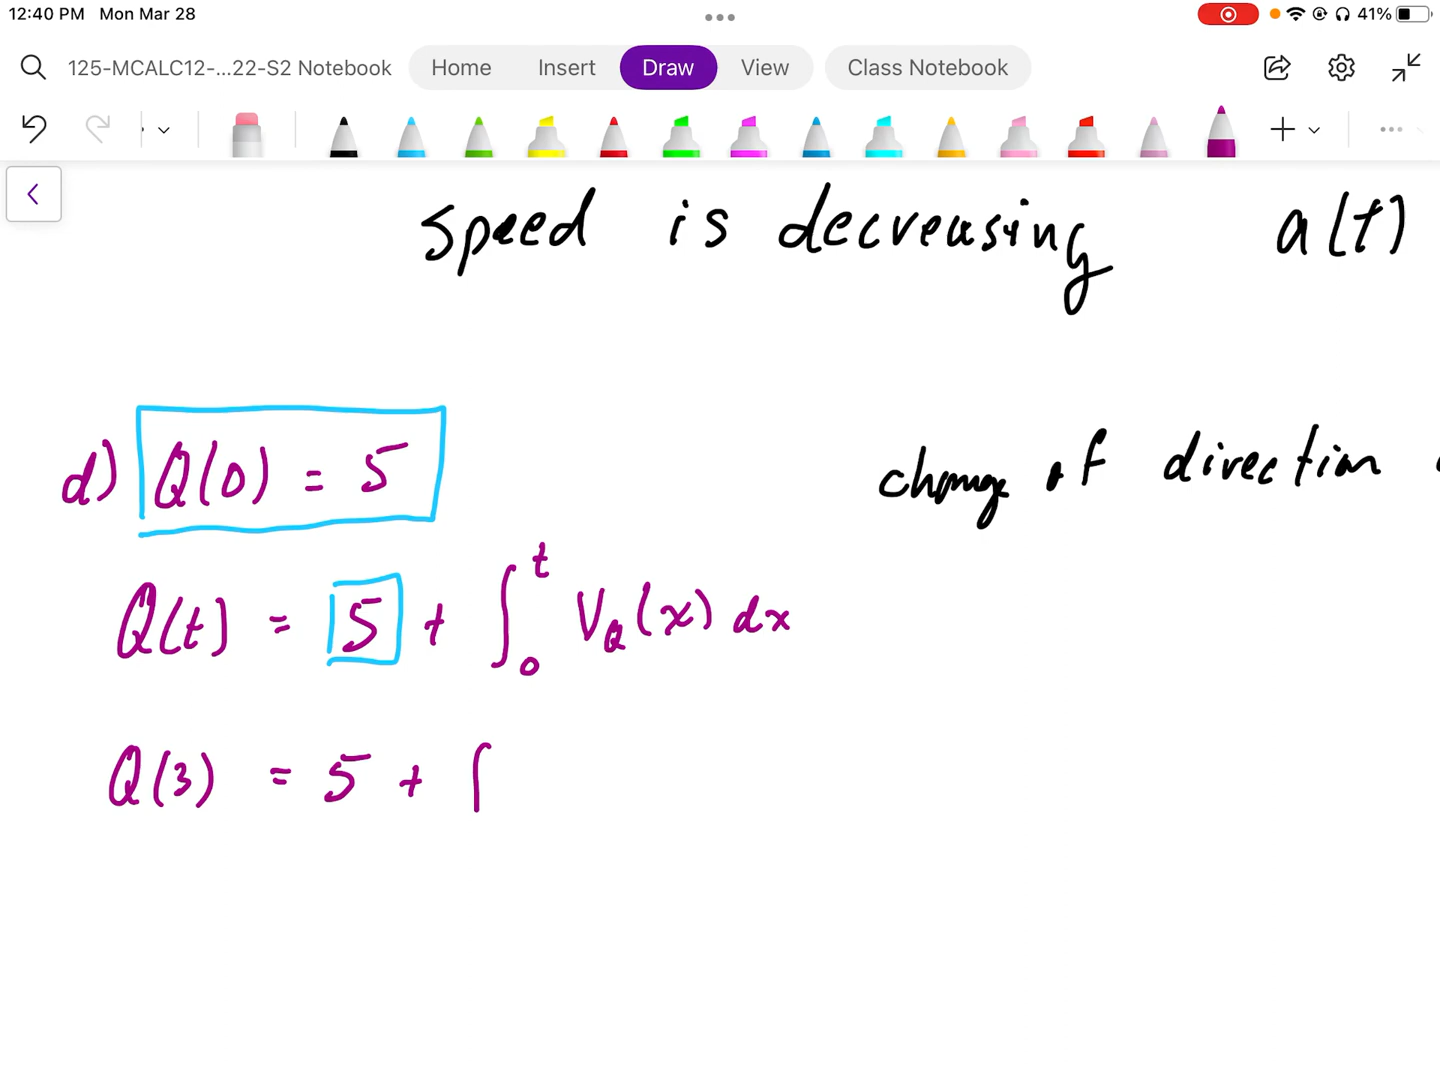 12:40 PM Mon Mar 28
41%
125-MCALC12-...22-S2 Notebook Home Insert Draw View Class Notebook
speed is decreasing a(t)
d) Q(0) = 5
change of direction
Q(t) = 5 + ∫₀ᵗ V_Q(x) dx
Q(3) = 5 + ∫